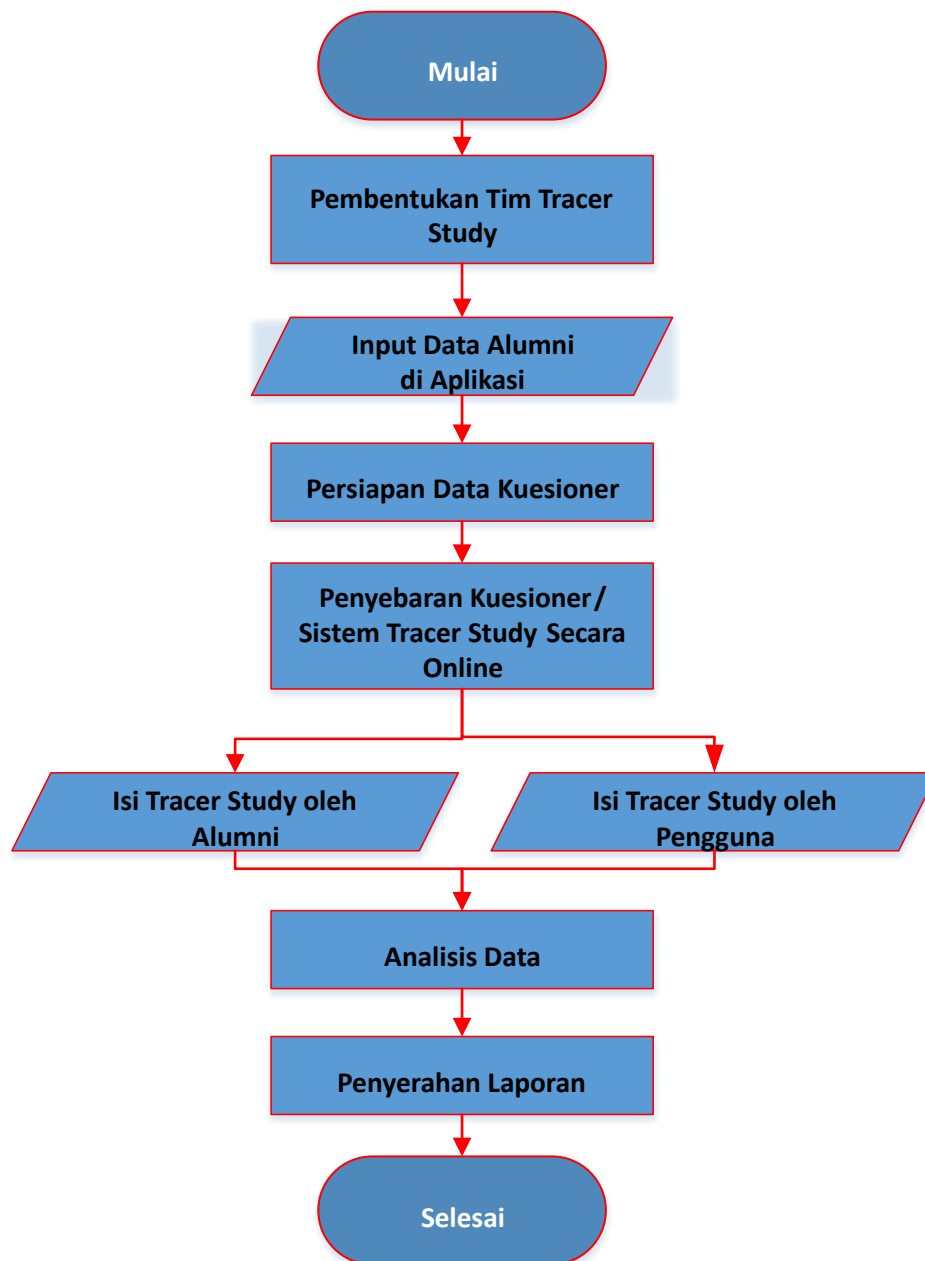 Mulai
Pembentukan Tim Tracer
Study
Input Data Alumni
di Aplikasi
Persiapan Data Kuesioner
Penyebaran Kuesioner/
Sistem Tracer Study Secara
Online
Isi Tracer Study oleh
Alumni
Isi Tracer Study oleh
Pengguna
Analisis Data
Penyerahan Laporan
Selesai